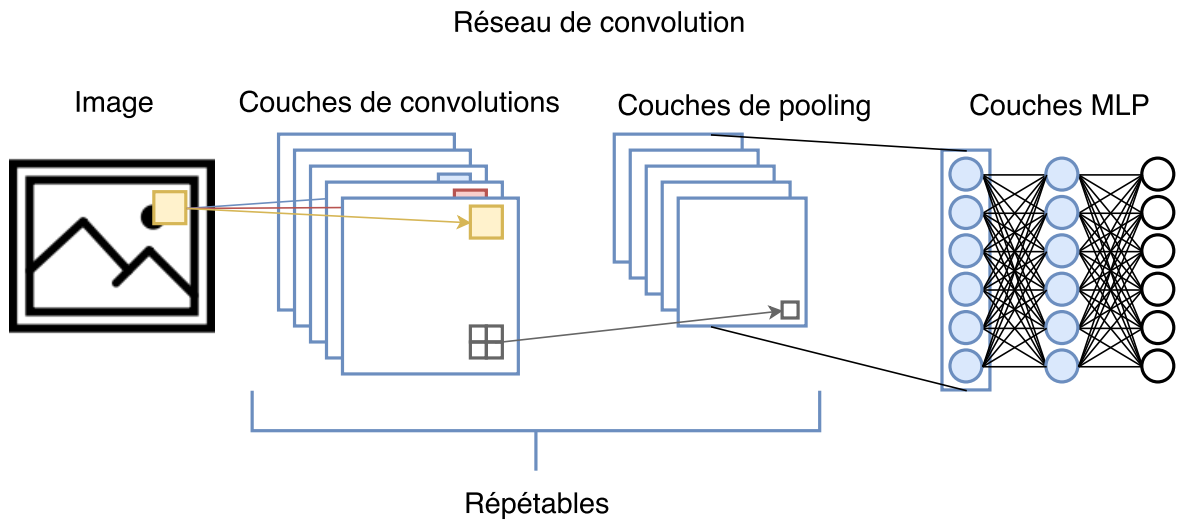 Réseau de convolution
Image
Couches de convolutions
Couches de pooling
Couches MLP
Répétables